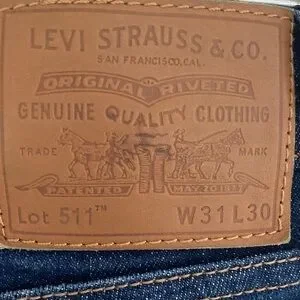 LEVI STRAUSS & CO.
SAN FRANCISCO, CAL.
ORIGINAL RIVETED
GENUINE QUALITY CLOTHING
TRADE MARK
PATENTED MAY 20 1873
Lot 511™ W31 L30